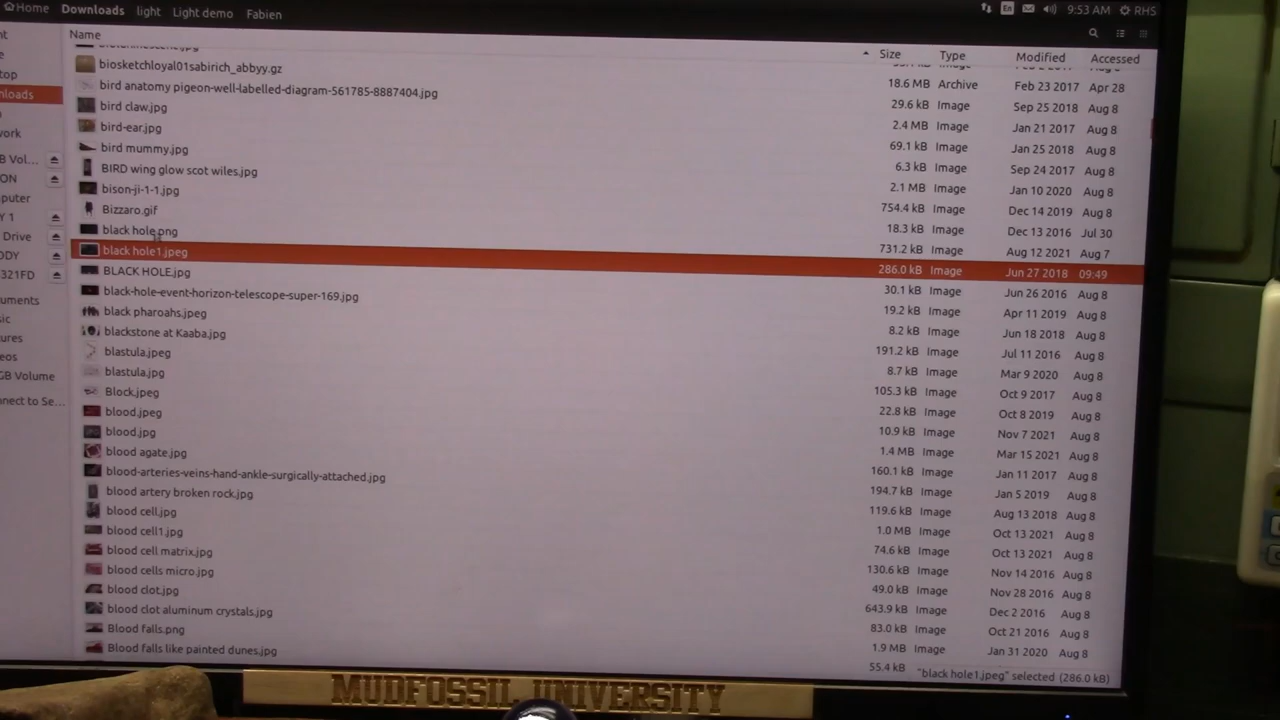 Home Downloads light Light demo Fabien En 9:53 AM RHS
nt
e
top
nloads
work
B Vol...
ON
mputer
Y 1
Drive
ODY
321FD
uments
sic
ures
eos
GB Volume
nnect to Se...
Name Size Type Modified Accessed
biosketchloyal01sabirich_abbyy.gz 18.6 MB Archive Feb 23 2017 Apr 28
bird anatomy pigeon-well-labelled-diagram-561785-8887404.jpg 29.6 kB Image Sep 25 2018 Aug 8
bird claw.jpg 2.4 MB Image Jan 21 2017 Aug 8
bird-ear.jpg 69.1 kB Image Jan 25 2018 Aug 8
bird mummy.jpg 6.3 kB Image Sep 24 2017 Aug 8
BIRD wing glow scot wiles.jpg 2.1 MB Image Jan 10 2020 Aug 8
bison-ji-1-1.jpg 754.4 kB Image Dec 14 2019 Aug 8
Bizzaro.gif 18.3 kB Image Dec 13 2016 Jul 30
black hole.png 731.2 kB Image Aug 12 2021 Aug 7
black hole1.jpeg 286.0 kB Image Jun 27 2018 09:49
BLACK HOLE.jpg 30.1 kB Image Jun 26 2016 Aug 8
black-hole-event-horizon-telescope-super-169.jpg 19.2 kB Image Apr 11 2019 Aug 8
black pharoahs.jpeg 8.2 kB Image Jun 18 2018 Aug 8
blackstone at Kaaba.jpg 191.2 kB Image Jul 11 2016 Aug 8
blastula.jpeg 8.7 kB Image Mar 9 2020 Aug 8
blastula.jpg 105.3 kB Image Oct 9 2017 Aug 8
Block.jpeg 22.8 kB Image Oct 8 2019 Aug 8
blood.jpeg 10.9 kB Image Nov 7 2021 Aug 8
blood.jpg 1.4 MB Image Mar 15 2021 Aug 8
blood agate.jpg 160.1 kB Image Jan 11 2017 Aug 8
blood-arteries-veins-hand-ankle-surgically-attached.jpg 194.7 kB Image Jan 5 2019 Aug 8
blood artery broken rock.jpg 119.6 kB Image Aug 13 2018 Aug 8
blood cell.jpg 1.0 MB Image Oct 13 2021 Aug 8
blood cell1.jpg 74.6 kB Image Oct 13 2021 Aug 8
blood cell matrix.jpg 130.6 kB Image Nov 14 2016 Aug 8
blood cells micro.jpg 49.0 kB Image Nov 28 2016 Aug 8
blood clot.jpg 643.9 kB Image Dec 2 2016 Aug 8
blood clot aluminum crystals.jpg 83.0 kB Image Oct 21 2016 Aug 8
Blood falls.png 1.9 MB Image Jan 31 2020 Aug 8
Blood falls like painted dunes.jpg 55.4 kB
"black hole1.jpeg" selected (286.0 kB)
MUDFOSSIL UNIVERSITY